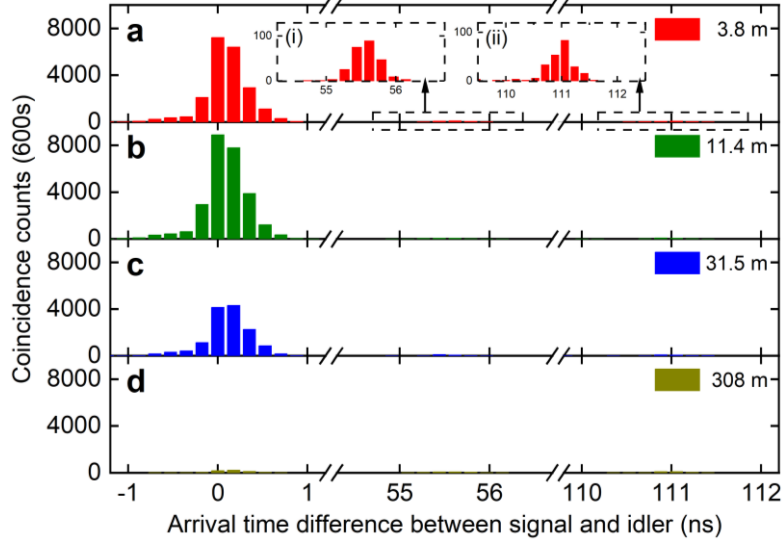 a
(i)
100
0
55
56
(ii)
100
0
110
111
112
3.8 m
8000
4000
0
b
11.4 m
8000
4000
0
c
31.5 m
8000
4000
0
d
308 m
8000
4000
0
-1
0
1
55
56
110
111
112
Coincidence counts (600s)
Arrival time difference between signal and idler (ns)